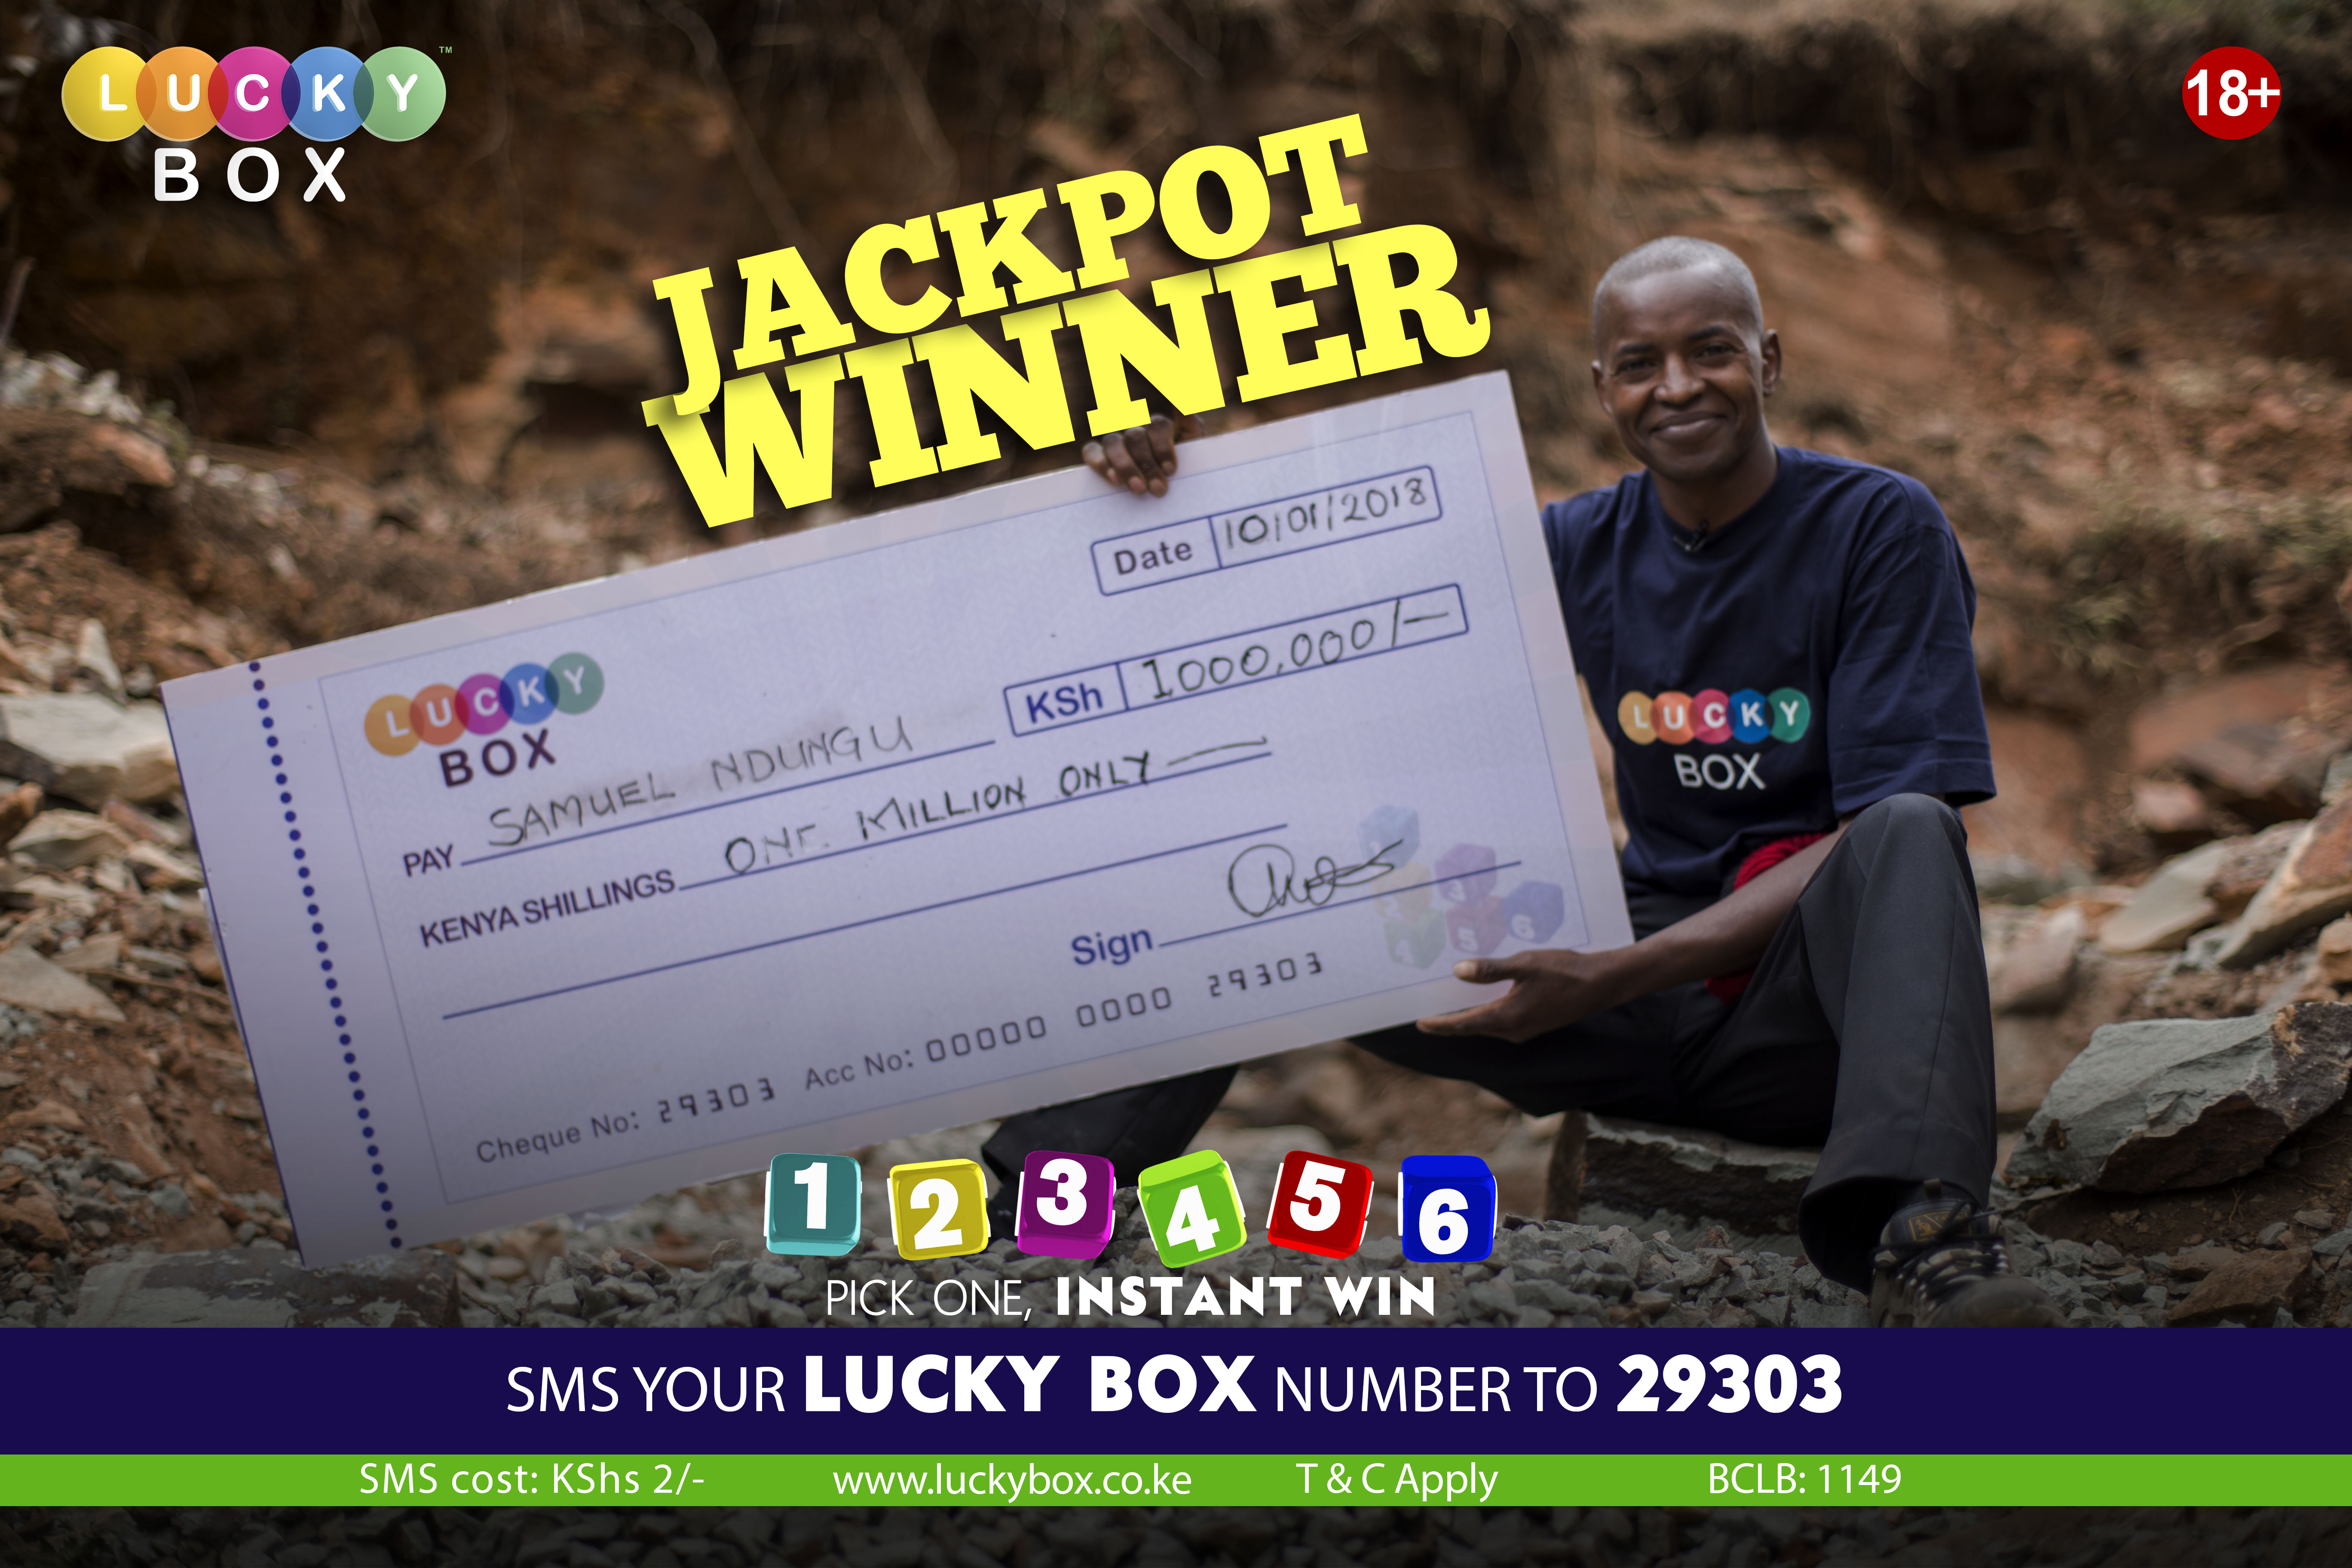 LUCKY™
BOX
18+
JACKPOT
WINNER
Date 10/01/2018
LUCKY
BOX
KSh 1000,000/-
PAY SAMUEL NDUNGU
KENYA SHILLINGS ONE MILLION ONLY
Sign
Cheque No: 29303 Acc No: 00000 0000 29303
LUCKY
BOX
1 2 3 4 5 6
PICK ONE, INSTANT WIN
SMS YOUR LUCKY BOX NUMBER TO 29303
SMS cost: KShs 2/- www.luckybox.co.ke T & C Apply BCLB: 1149